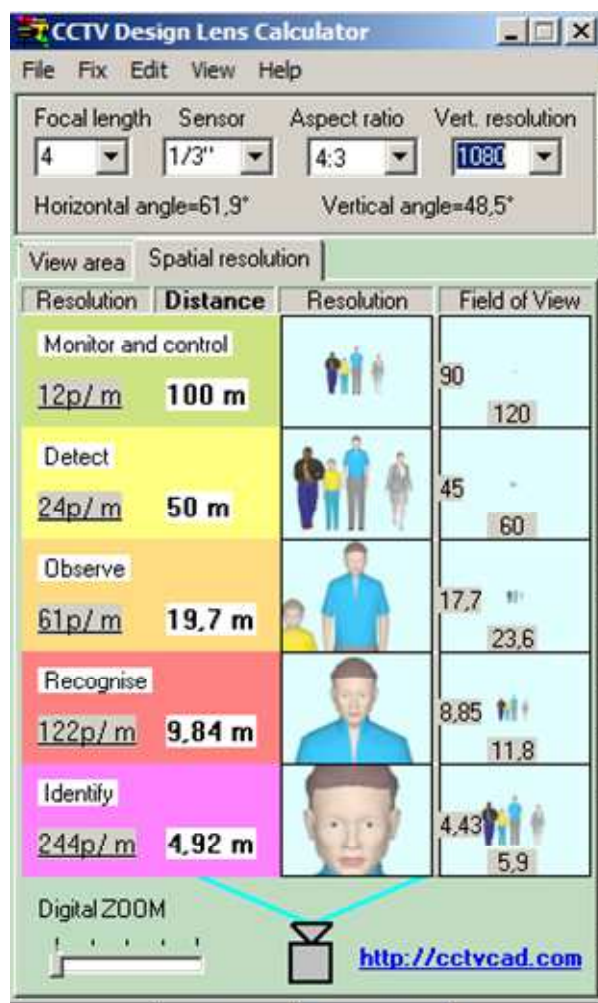 CCTV Design Lens Calculator
File Fix Edit View Help
Focal length Sensor Aspect ratio Vert. resolution
4 1/3'' 4:3 1080
Horizontal angle=61,9° Vertical angle=48,5°
View area Spatial resolution
Resolution Distance Resolution Field of View
Monitor and control
12p/ m 100 m 90
120
Detect
24p/ m 50 m 45
60
Observe
61p/ m 19,7 m 17,7
23,6
Recognise
122p/ m 9,84 m 8,85
11,8
Identify
244p/ m 4,92 m 4,43
5,9
Digital ZOOM
http://cctvcad.com